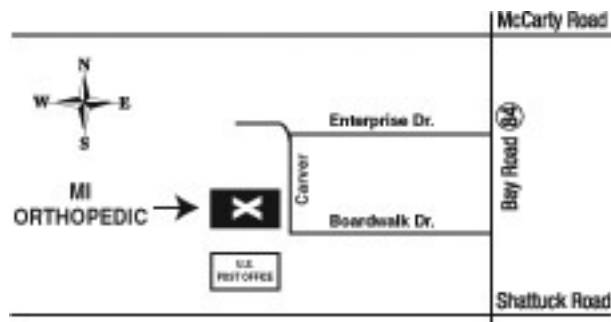 McCarty Road
N
W E
S
Enterprise Dr.
84
Bay Road
Carver
MI
ORTHOPEDIC
Boardwalk Dr.
U.S.
POST OFFICE
Shattuck Road